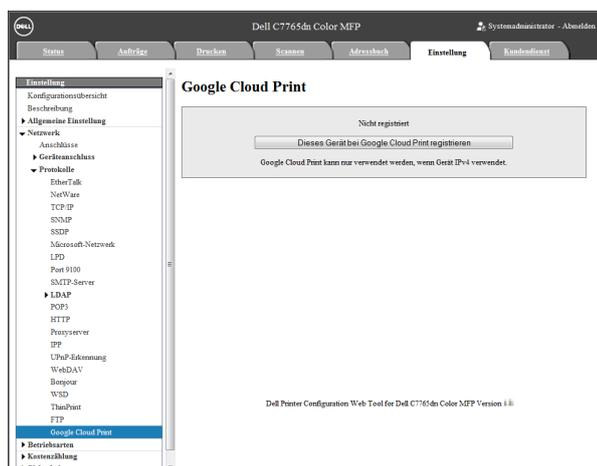 DELL
Dell C7765dn Color MFP
Systemadministrator - Abmelden
Status Aufträge Drucken Scannen Adressbuch Einstellung Kundendienst
Einstellung
Konfigurationsübersicht
Beschreibung
Allgemeine Einstellung
Netzwerk
Anschlüsse
Geräteanschluss
Protokolle
EtherTalk
NetWare
TCP/IP
SNMP
SSDP
Microsoft-Netzwerk
LPD
Port 9100
SMTP-Server
LDAP
POP3
HTTP
Proxyserver
IPP
UPnP-Erkennung
WebDAV
Bonjour
WSD
ThinPrint
FTP
Google Cloud Print
Betriebsarten
Kostenzählung
Google Cloud Print
Nicht registriert
Dieses Gerät bei Google Cloud Print registrieren
Google Cloud Print kann nur verwendet werden, wenn Gerät IPv4 verwendet.
Dell Printer Configuration Web Tool for Dell C7765dn Color MFP Version